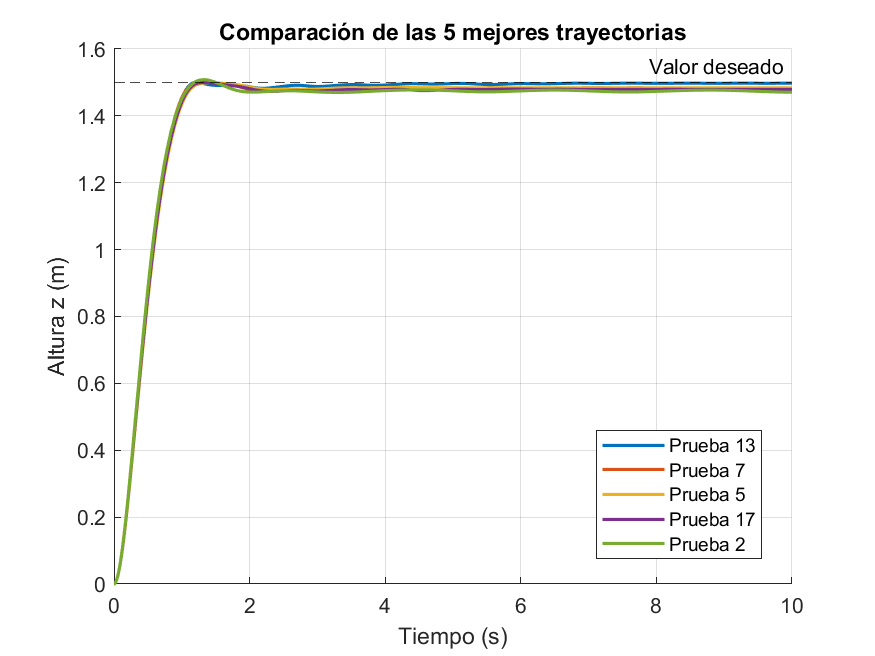 Comparación de las 5 mejores trayectorias
1.6
1.4
1.2
1
0.8
0.6
0.4
0.2
0
Altura z (m)
Valor deseado
Prueba 13
Prueba 7
Prueba 5
Prueba 17
Prueba 2
0 2 4 6 8 10
Tiempo (s)